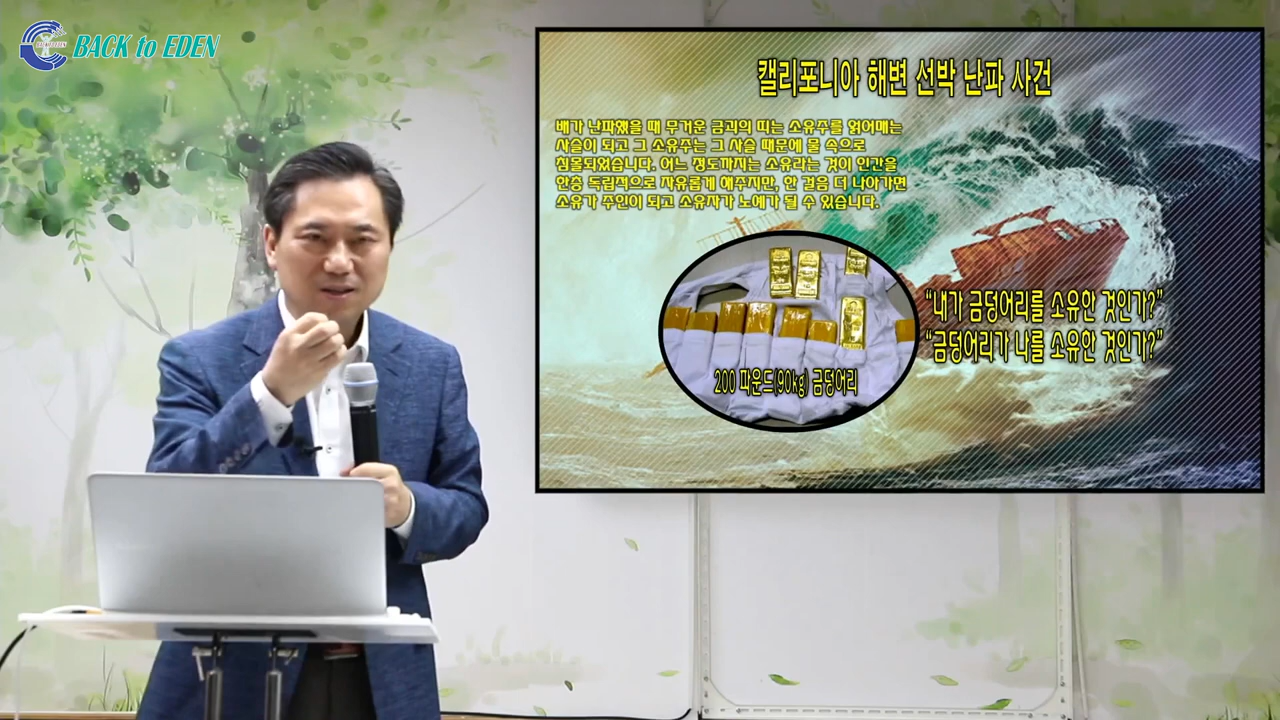 BACK to EDEN
캘리포니아 해변 선박 난파 사건
배가 난파했을 때 무거운 금괴의 띠는 소유주를 얽어매는
사슬이 되고 그 소유주는 그 사슬 때문에 물 속으로
침몰되었습니다. 어느 정도까지는 소유라는 것이 인간을
한층 독립적으로 자유롭게 해주지만, 한 걸음 더 나아가면
소유가 주인이 되고 소유자가 노예가 될 수 있습니다.
“내가 금덩어리를 소유한 것인가?”
“금덩어리가 나를 소유한 것인가?”
200 파운드(90kg) 금덩어리